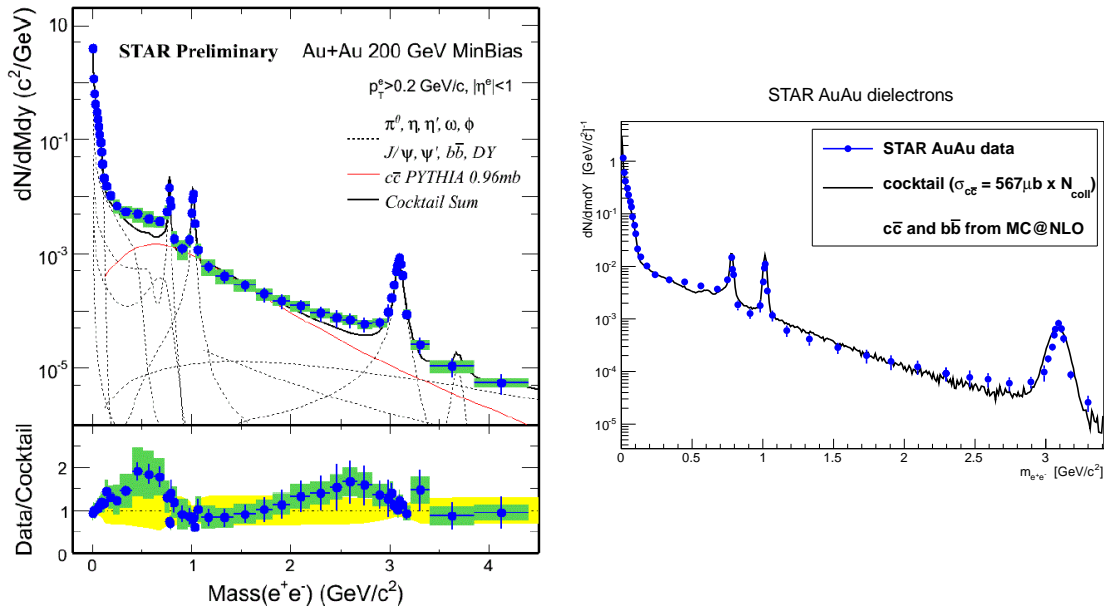 STAR Preliminary Au+Au 200 GeV MinBias
p_T^e>0.2 GeV/c, |η^e|<1
π⁰, η, η′, ω, ϕ
J/ψ, ψ', bb̅, DY
cc̅ PYTHIA 0.96mb
Cocktail Sum
dN/dMdy (c²/GeV)
10
10⁻¹
10⁻³
10⁻⁵
Data/Cocktail
2
1
0
0 1 2 3 4
Mass(e⁺e⁻) (GeV/c²)
STAR AuAu dielectrons
STAR AuAu data
cocktail (σ_cc̅ = 567μb x N_coll)
cc̅ and bb̅ from MC@NLO
dN/dmdY [GeV/c²]⁻¹
1
10⁻¹
10⁻²
10⁻³
10⁻⁴
10⁻⁵
0 0.5 1 1.5 2 2.5 3
m_e⁺e⁻ [GeV/c²]